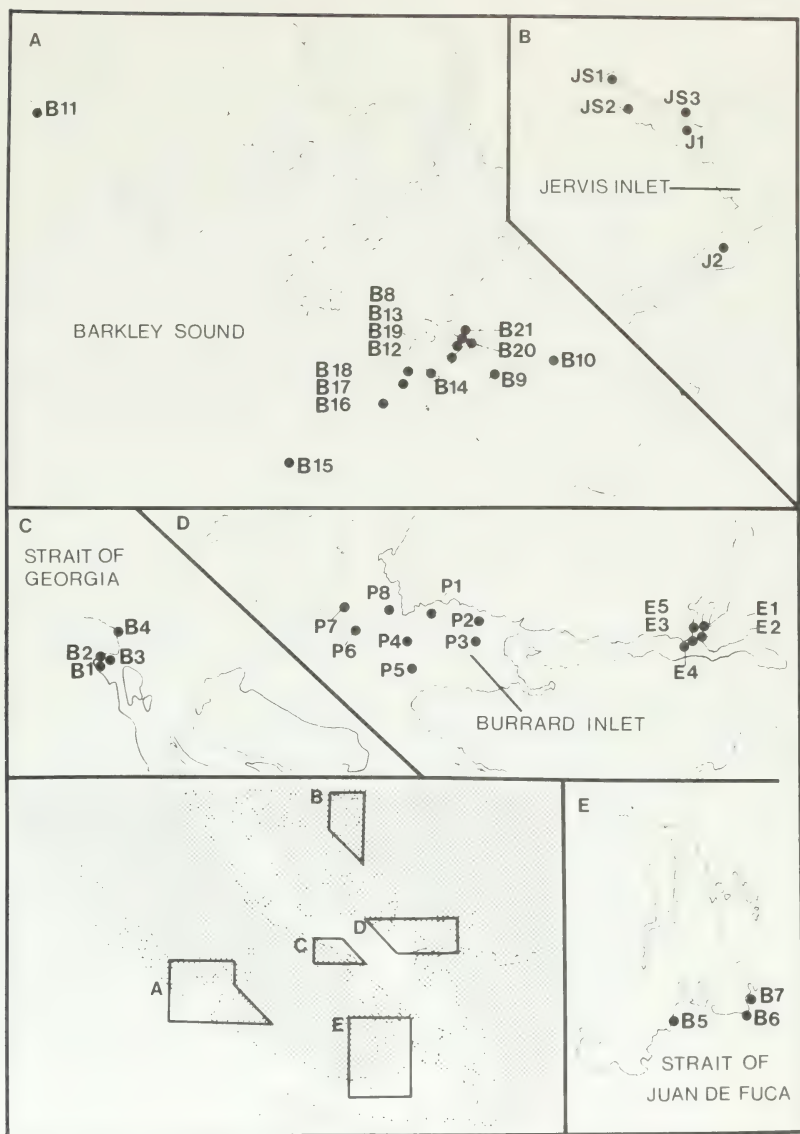 A
B11
BARKLEY SOUND
B8
B13
B19
B12
B21
B20
B10
B18
B17
B16
B14
B9
B15
B
JS1
JS2
JS3
J1
JERVIS INLET
J2
C
STRAIT OF
GEORGIA
B4
B2
B3
B1
D
P8
P1
P7
P2
P6
P4
P3
P5
BURRARD INLET
E5
E1
E3
E2
E4
B
D
C
A
E
E
B7
B5
B6
STRAIT OF
JUAN DE FUCA